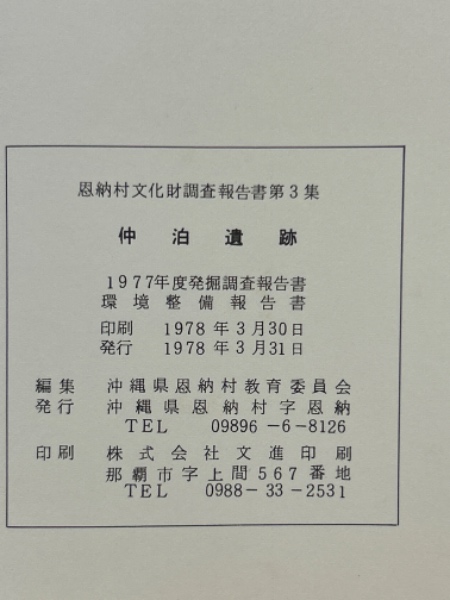 恩納村文化財調査報告書第3集
仲泊遺跡
1977年度発掘調査報告書
環境整備報告書
印刷 1978年3月30日
発行 1978年3月31日
編集 沖縄県恩納村教育委員会
発行 沖縄県恩納村字恩納
TEL 09896-6-8126
印刷 株式会社文進印刷
那覇市字上間567番地
TEL 0988-33-2531